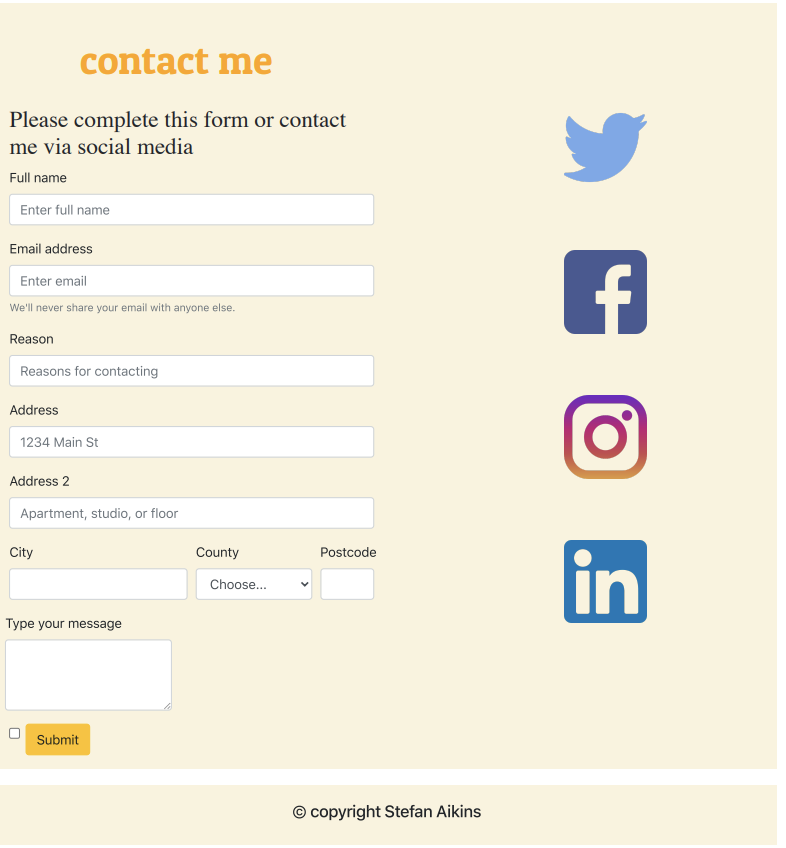 contact me
Please complete this form or contact
me via social media
Full name
Enter full name
Email address
Enter email
We'll never share your email with anyone else.
Reason
Reasons for contacting
Address
1234 Main St
Address 2
Apartment, studio, or floor
City County Postcode
Choose...
Type your message
Submit
f
in
© copyright Stefan Aikins